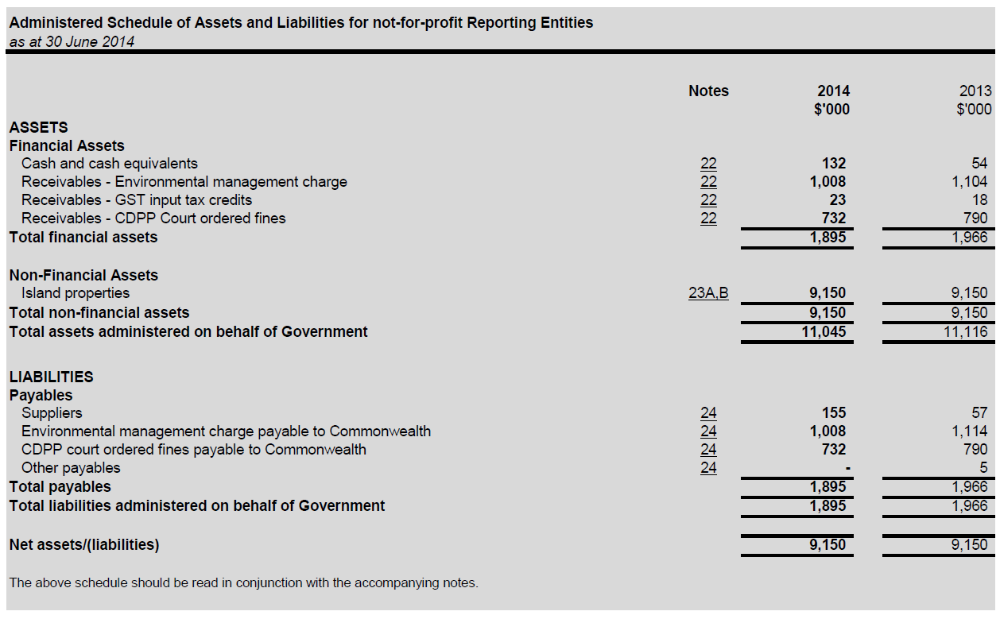 Administered Schedule of Assets and Liabilities for not-for-profit Reporting Entities
as at 30 June 2014
Notes 2014 2013
$'000 $'000
ASSETS
Financial Assets
Cash and cash equivalents 22 132 54
Receivables - Environmental management charge 22 1,008 1,104
Receivables - GST input tax credits 22 23 18
Receivables - CDPP Court ordered fines 22 732 790
Total financial assets 1,895 1,966
Non-Financial Assets
Island properties 23A,B 9,150 9,150
Total non-financial assets 9,150 9,150
Total assets administered on behalf of Government 11,045 11,116
LIABILITIES
Payables
Suppliers 24 155 57
Environmental management charge payable to Commonwealth 24 1,008 1,114
CDPP court ordered fines payable to Commonwealth 24 732 790
Other payables 24 - 5
Total payables 1,895 1,966
Total liabilities administered on behalf of Government 1,895 1,966
Net assets/(liabilities) 9,150 9,150
The above schedule should be read in conjunction with the accompanying notes.